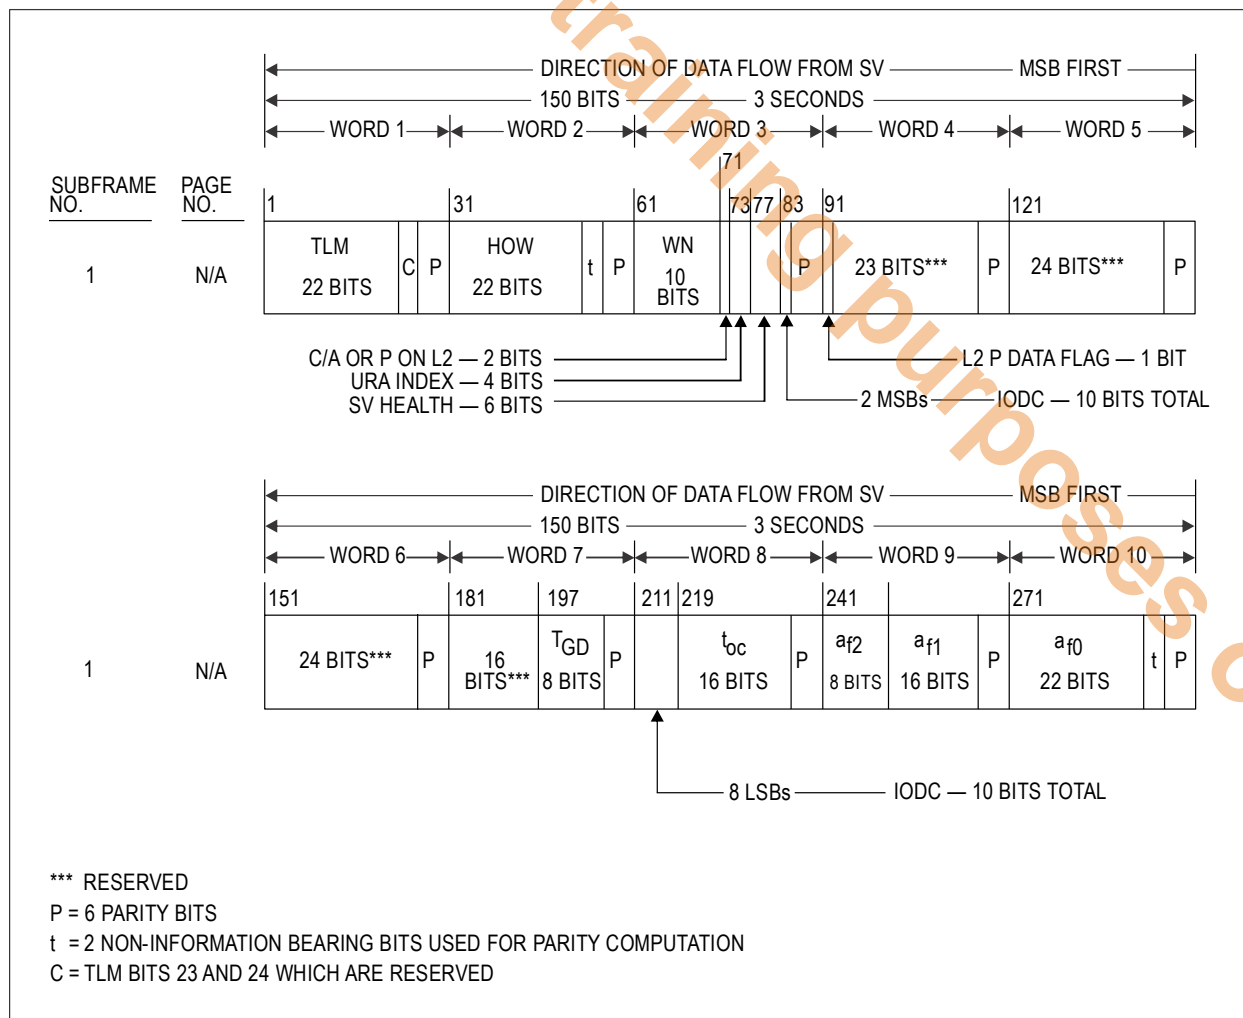 DIRECTION OF DATA FLOW FROM SV MSB FIRST
150 BITS 3 SECONDS
WORD 1 WORD 2 WORD 3 WORD 4 WORD 5
SUBFRAME NO. PAGE NO.
1 31 61 71 73 77 83 91 121
1 N/A
TLM 22 BITS C P HOW 22 BITS t P WN 10 BITS P 23 BITS*** P 24 BITS*** P
C/A OR P ON L2 — 2 BITS
URA INDEX — 4 BITS
SV HEALTH — 6 BITS
L2 P DATA FLAG — 1 BIT
2 MSBs IODC — 10 BITS TOTAL
DIRECTION OF DATA FLOW FROM SV MSB FIRST
150 BITS 3 SECONDS
WORD 6 WORD 7 WORD 8 WORD 9 WORD 10
151 181 197 211 219 241 271
1 N/A
24 BITS*** P 16 BITS*** TGD 8 BITS P toc 16 BITS P af2 8 BITS af1 16 BITS P af0 22 BITS t P
8 LSBs IODC — 10 BITS TOTAL
*** RESERVED
P = 6 PARITY BITS
t = 2 NON-INFORMATION BEARING BITS USED FOR PARITY COMPUTATION
C = TLM BITS 23 AND 24 WHICH ARE RESERVED
training purposes